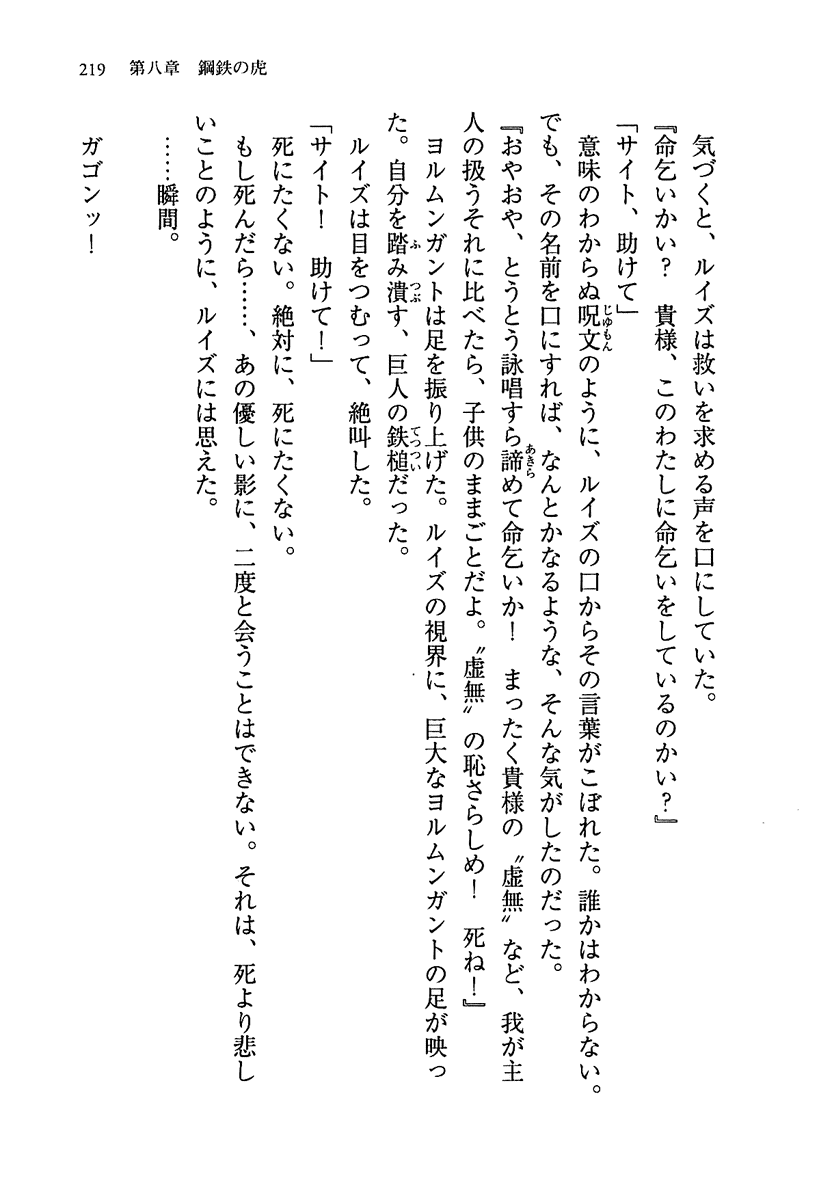 219　第八章　鋼鉄の虎
　気づくと、ルイズは救いを求める声を口にしていた。
『命乞いかい？　貴様、このわたしに命乞いをしているのかい？』
「サイト、助けて」
　意味のわからぬ呪文のように、ルイズの口からその言葉がこぼれた。誰かはわからない。
でも、その名前を口にすれば、なんとかなるような、そんな気がしたのだった。
『おやおや、とうとう詠唱すら諦めて命乞いか！　まったく貴様の〝虚無〟など、我が主
人の扱うそれに比べたら、子供のままごとだよ。〝虚無〟の恥さらしめ！　死ね！』
　ヨルムンガントは足を振り上げた。ルイズの視界に、巨大なヨルムンガントの足が映っ
た。自分を踏み潰す、巨人の鉄槌だった。
　ルイズは目をつむって、絶叫した。
「サイト！　助けて！」
　死にたくない。絶対に、死にたくない。
　もし死んだら……、あの優しい影に、二度と会うことはできない。それは、死より悲し
いことのように、ルイズには思えた。
　……瞬間。
　ガゴンッ！